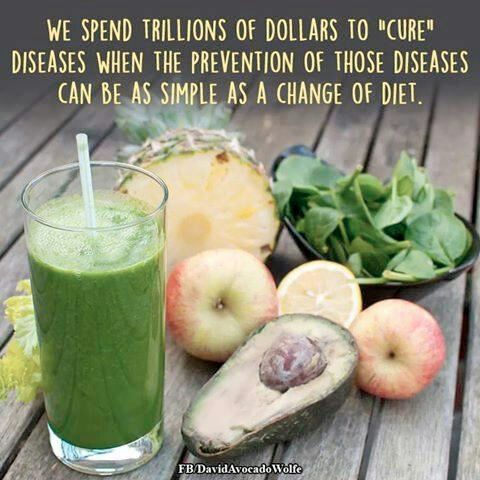 WE SPEND TRILLIONS OF DOLLARS TO "CURE"
DISEASES WHEN THE PREVENTION OF THOSE DISEASES
CAN BE AS SIMPLE AS A CHANGE OF DIET.
FB/DavidAvocadoWolfe